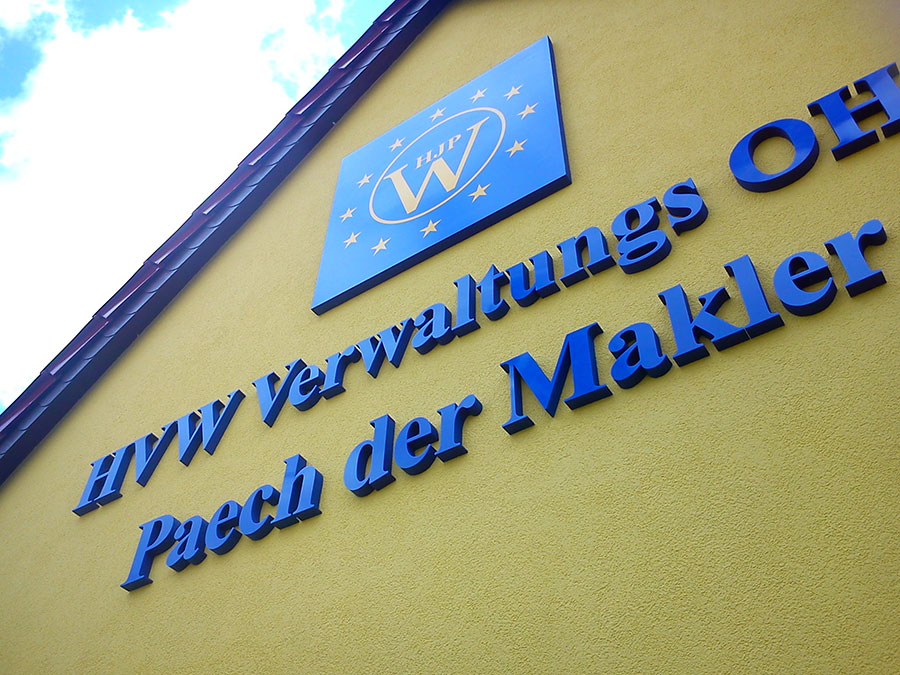 HJP
W
HVW Verwaltungs OH
Paech der Makler